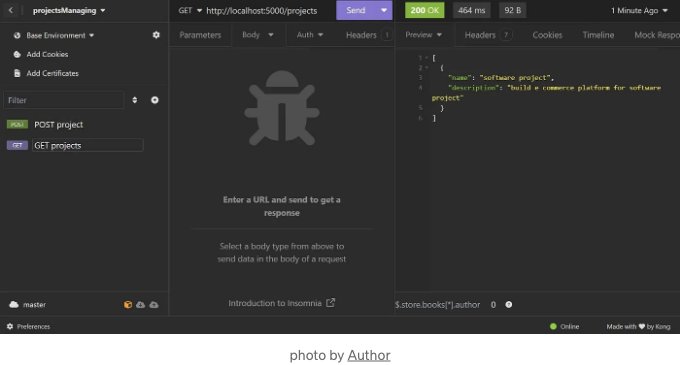 projectsManaging
GET http://localhost:5000/projects
Send
200 OK
464 ms
92 B
1 Minute Ago
Base Environment
Add Cookies
Add Certificates
Filter
POST project
GET GET projects
Parameters
Body
Auth
Headers 1
Enter a URL and send to get a
response
Select a body type from above to
send data in the body of a request
Introduction to Insomnia
Preview
Headers 7
Cookies
Timeline
Mock Respo
1 [
2 {
3 "name": "software project",
4 "description": "build e commerce platform for software
project"
5 }
6 ]
master
$.store.books[*].author
0
Preferences
Online
Made with ♥ by Kong
photo by Author